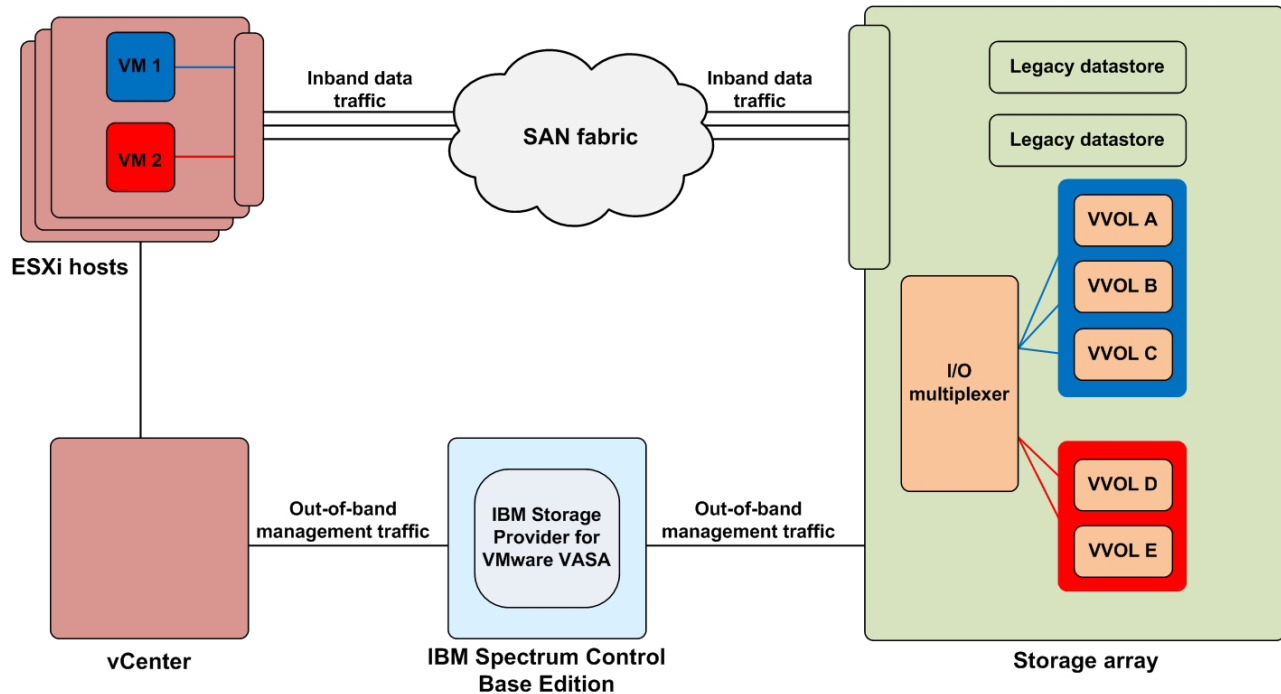 VM 1
VM 2
ESXi hosts
Inband data
traffic
SAN fabric
Inband data
traffic
Legacy datastore
Legacy datastore
VVOL A
VVOL B
VVOL C
I/O
multiplexer
VVOL D
VVOL E
Storage array
vCenter
Out-of-band
management traffic
IBM Storage
Provider for
VMware VASA
IBM Spectrum Control
Base Edition
Out-of-band
management traffic